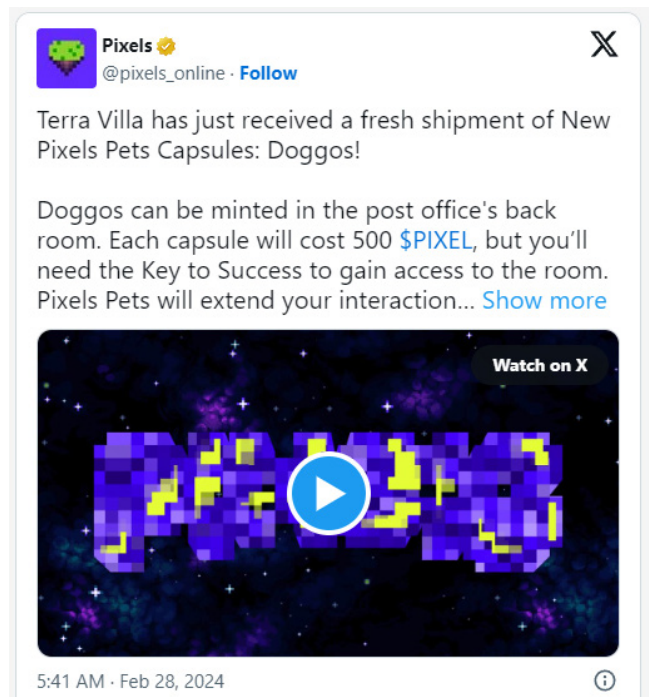 Pixels
@pixels_online · Follow
Terra Villa has just received a fresh shipment of New
Pixels Pets Capsules: Doggos!
Doggos can be minted in the post office's back
room. Each capsule will cost 500 $PIXEL, but you’ll
need the Key to Success to gain access to the room.
Pixels Pets will extend your interaction... Show more
Watch on X
5:41 AM · Feb 28, 2024